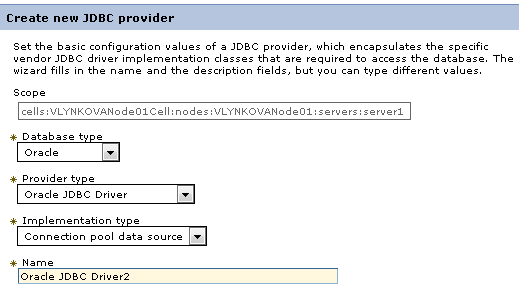 Create new JDBC provider
Set the basic configuration values of a JDBC provider, which encapsulates the specific
vendor JDBC driver implementation classes that are required to access the database. The
wizard fills in the name and the description fields, but you can type different values.
Scope
cells:VLYNKOVANode01Cell:nodes:VLYNKOVANode01:servers:server1
* Database type
Oracle
* Provider type
Oracle JDBC Driver
* Implementation type
Connection pool data source
* Name
Oracle JDBC Driver2